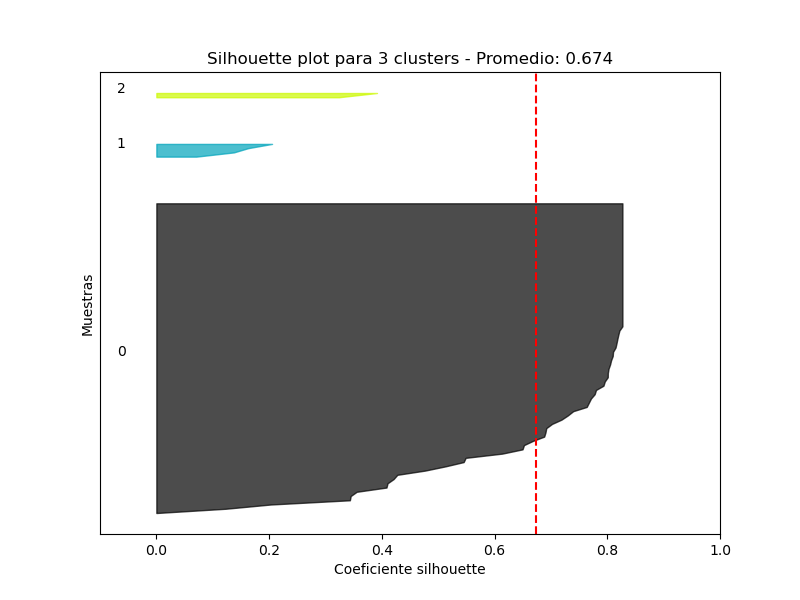 Silhouette plot para 3 clusters - Promedio: 0.674
2
1
0
Muestras
0.0 0.2 0.4 0.6 0.8 1.0
Coeficiente silhouette